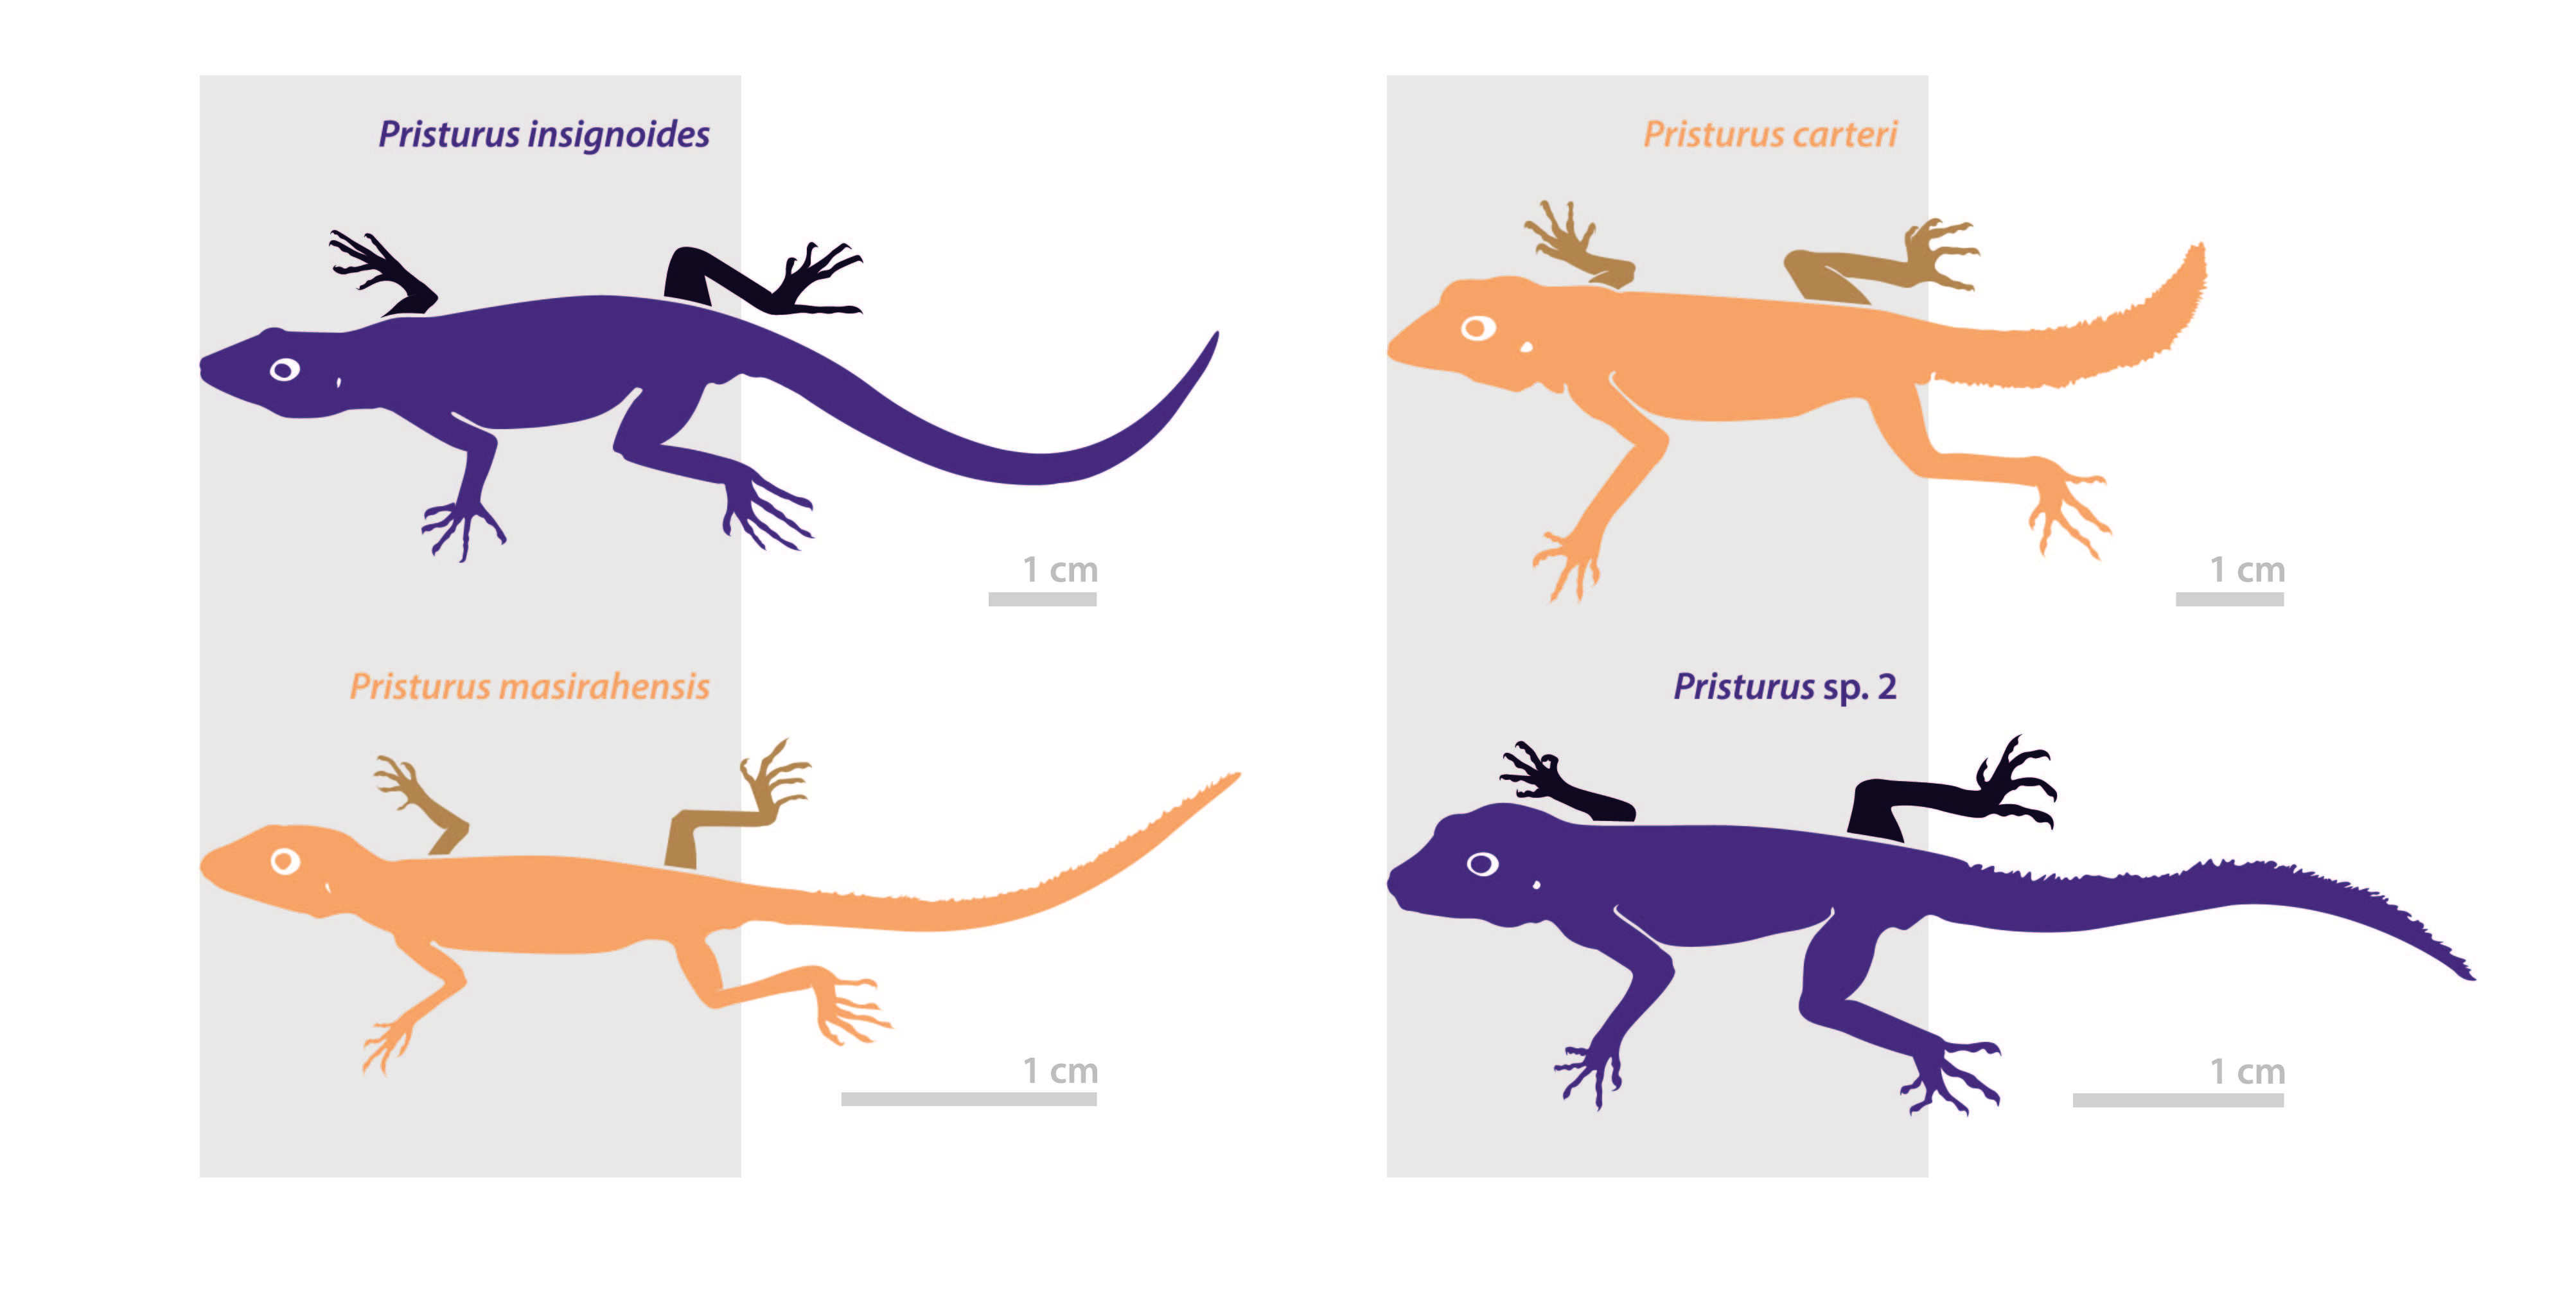 Pristurus insignoides
Pristurus carteri
1 cm
1 cm
Pristurus masirahensis
Pristurus sp. 2
1 cm
1 cm